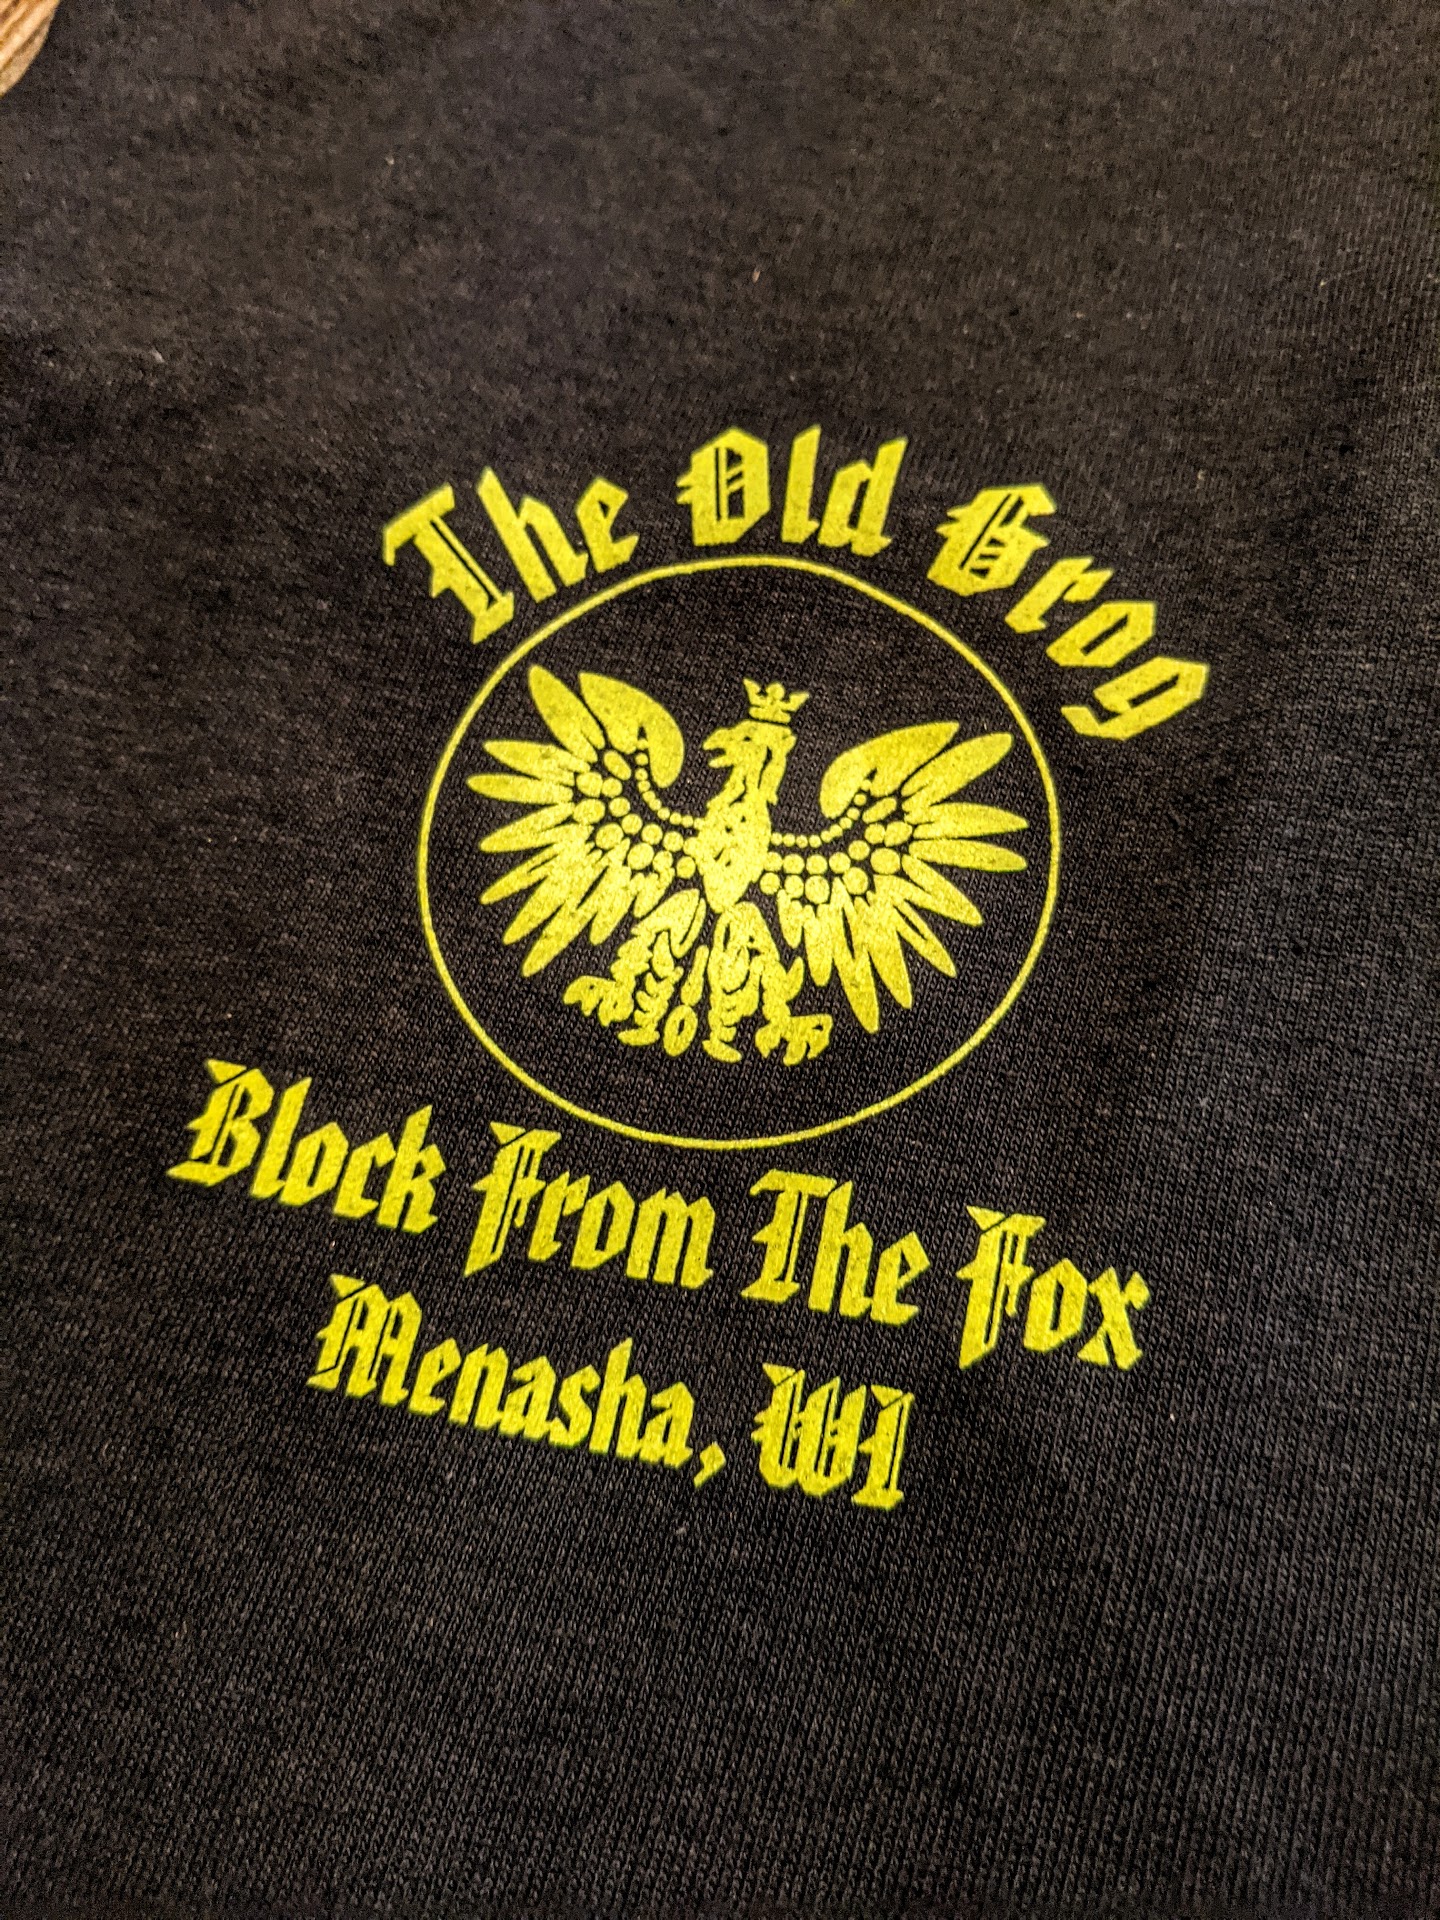 The Old Grog
Block From The Fox
Menasha, WI